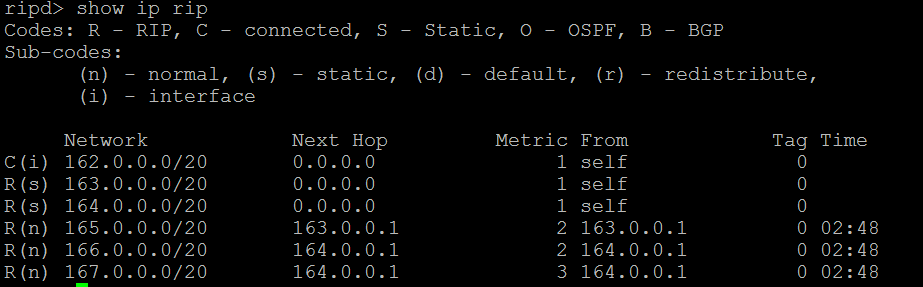 ripd> show ip rip
Codes: R - RIP, C - connected, S - Static, O - OSPF, B - BGP
Sub-codes:
      (n) - normal, (s) - static, (d) - default, (r) - redistribute,
      (i) - interface

     Network            Next Hop         Metric From            Tag Time
C(i) 162.0.0.0/20       0.0.0.0               1 self              0
R(s) 163.0.0.0/20       0.0.0.0               1 self              0
R(s) 164.0.0.0/20       0.0.0.0               1 self              0
R(n) 165.0.0.0/20       163.0.0.1             2 163.0.0.1         0 02:48
R(n) 166.0.0.0/20       164.0.0.1             2 164.0.0.1         0 02:48
R(n) 167.0.0.0/20       164.0.0.1             3 164.0.0.1         0 02:48